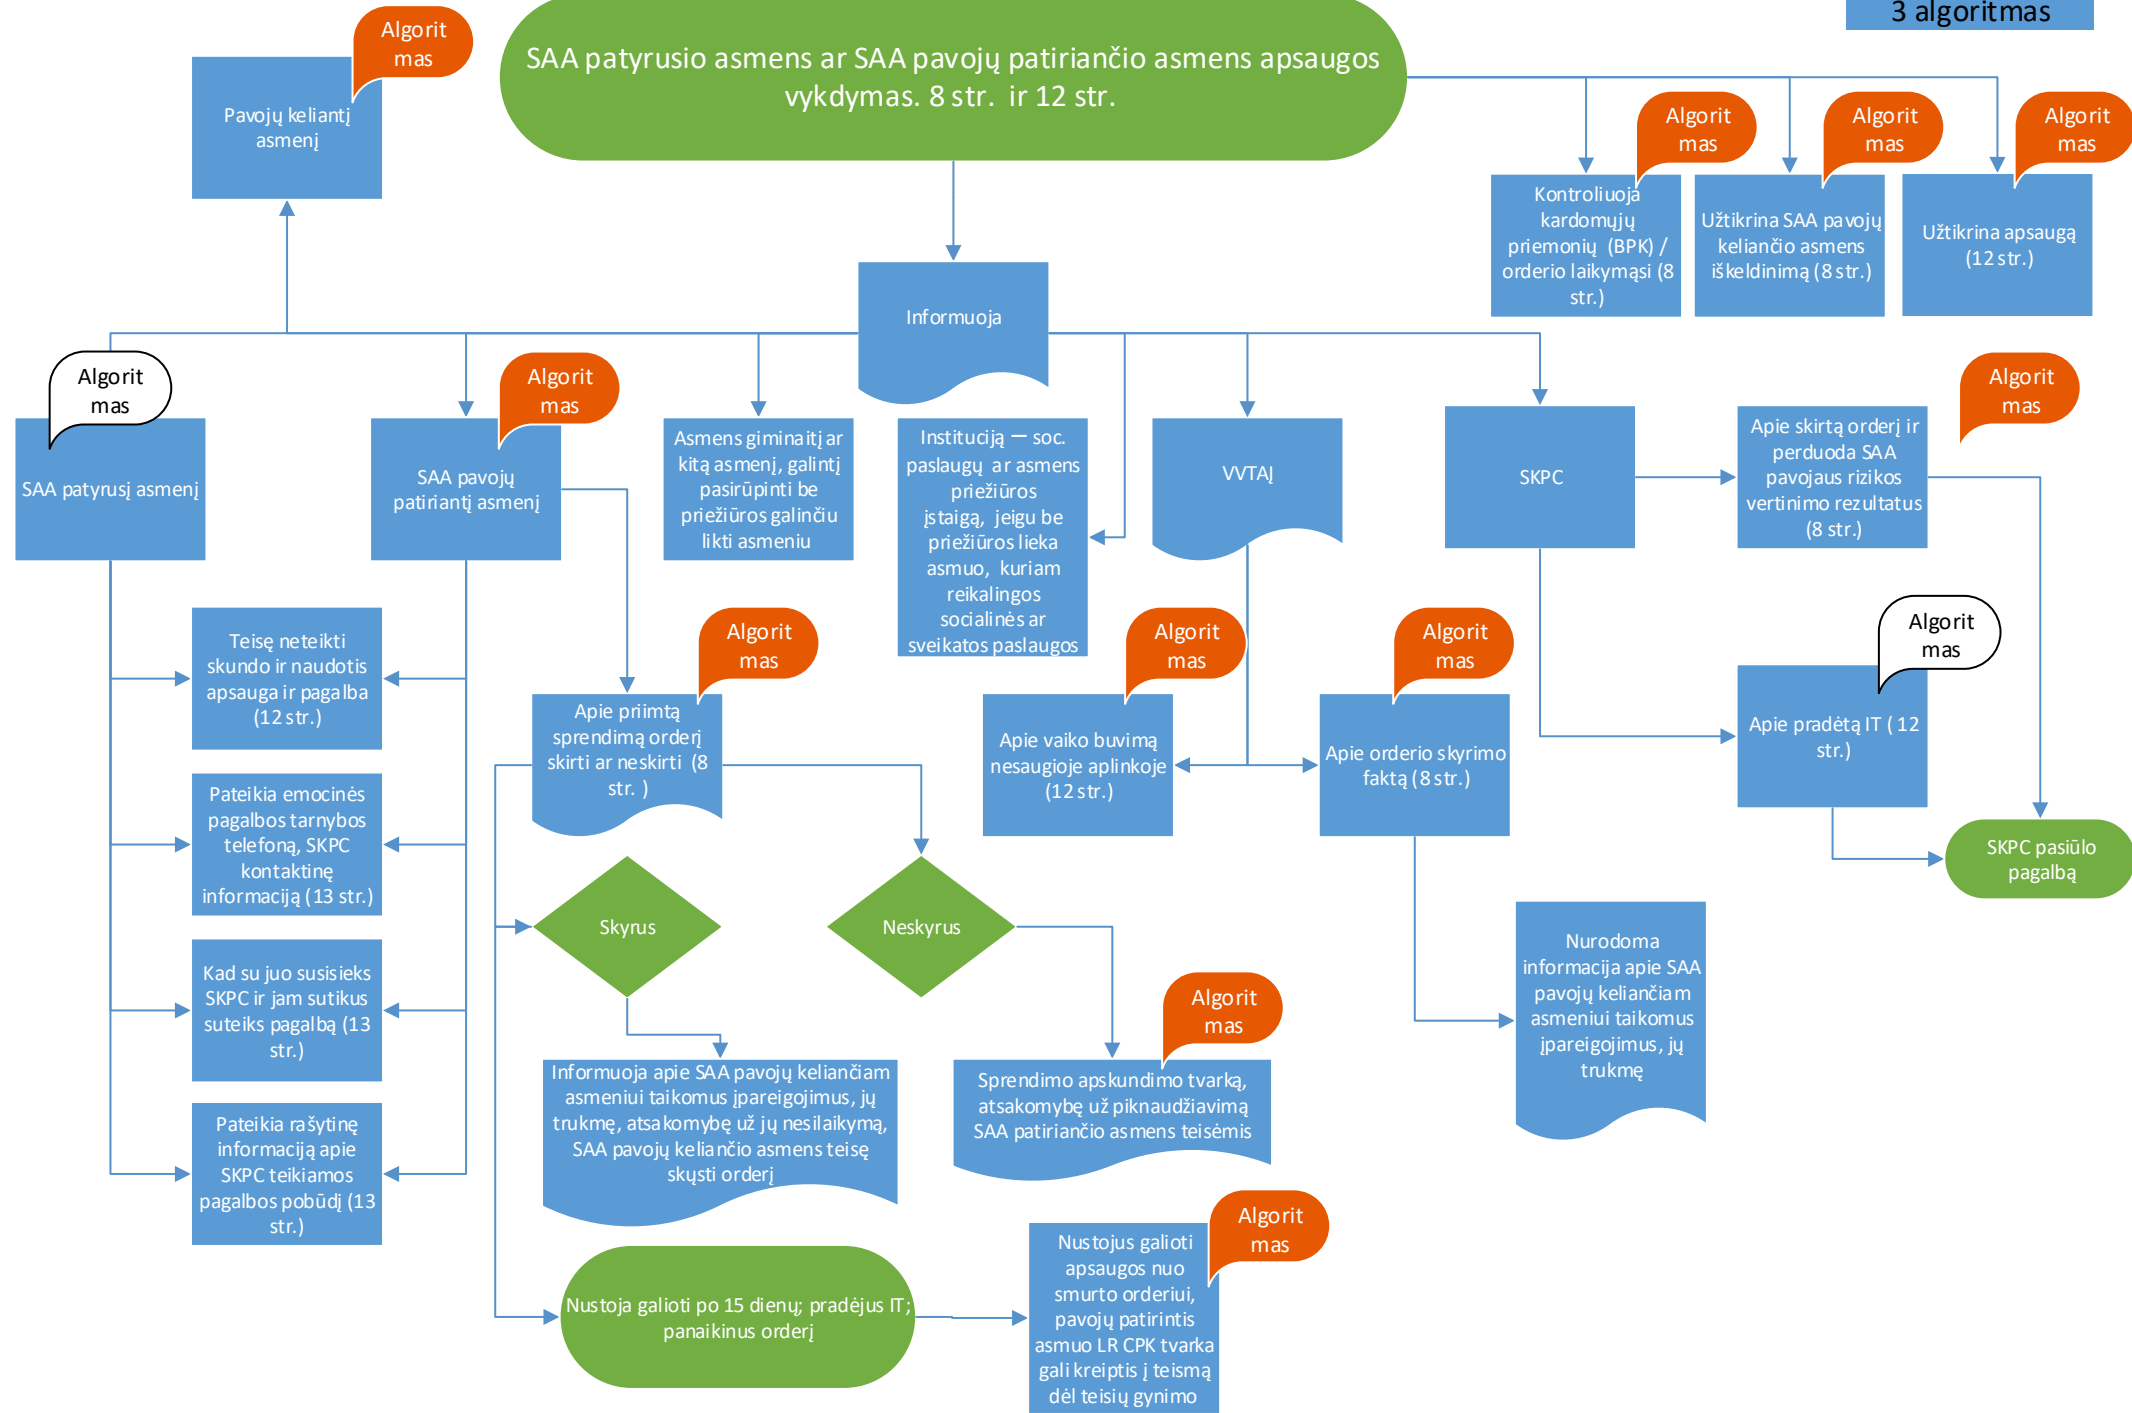 3 algoritmas
SAA patyrusio asmens ar SAA pavojų patiriančio asmens apsaugos
vykdymas. 8 str. ir 12 str.
Algorit
mas
Pavojų keliantį
asmenį
Algorit
mas
Kontroliuoja
kardomųjų
priemonių (BPK) /
orderio laikymąsi (8
str.)
Algorit
mas
Užtikrina SAA pavojų
keliančio asmens
iškeldinimą (8 str.)
Algorit
mas
Užtikrina apsaugą
(12 str.)
Informuoja
Algorit
mas
SAA patyrusį asmenį
Algorit
mas
SAA pavojų
patiriantį asmenį
Asmens giminaitį ar
kitą asmenį, galintį
pasirūpinti be
priežiūros galinčiu
likti asmeniu
Instituciją – soc.
paslaugų ar asmens
priežiūros
įstaigą, jeigu be
priežiūros lieka
asmuo, kuriam
reikalingos
socialinės ar
sveikatos paslaugos
VVTAĮ
SKPC
Apie skirtą orderį ir
perduoda SAA
pavojaus rizikos
vertinimo rezultatus
(8 str.)
Algorit
mas
Teisę neteikti
skundo ir naudotis
apsauga ir pagalba
(12 str.)
Pateikia emocinės
pagalbos tarnybos
telefoną, SKPC
kontaktinę
informaciją (13 str.)
Kad su juo susisieks
SKPC ir jam sutikus
suteiks pagalbą (13
str.)
Pateikia rašytinę
informaciją apie
SKPC teikiamos
pagalbos pobūdį (13
str.)
Algorit
mas
Apie priimtą
sprendimą orderį
skirti ar neskirti (8
str. )
Algorit
mas
Apie vaiko buvimą
nesaugioje aplinkoje
(12 str.)
Algorit
mas
Apie orderio skyrimo
faktą (8 str.)
Algorit
mas
Apie pradėtą IT ( 12
str.)
SKPC pasiūlo
pagalbą
Skyrus
Neskyrus
Nurodoma
informacija apie SAA
pavojų keliančiam
asmeniui taikomus
įpareigojimus, jų
trukmę
Informuoja apie SAA pavojų keliančiam
asmeniui taikomus įpareigojimus, jų
trukmę, atsakomybę už jų nesilaikymą,
SAA pavojų keliančio asmens teisę
skųsti orderį
Algorit
mas
Sprendimo apskundimo tvarką,
atsakomybę už piknaudžiavimą
SAA patiriančio asmens teisėmis
Nustoja galioti po 15 dienų; pradėjus IT;
panaikinus orderį
Algorit
mas
Nustojus galioti
apsaugos nuo
smurto orderiui,
pavojų patirintis
asmuo LR CPK tvarka
gali kreiptis į teismą
dėl teisių gynimo